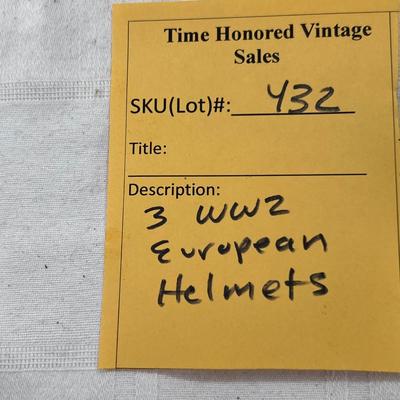 Time Honored Vintage
Sales
SKU(Lot)#: 432
Title:
Description:
3 WW2
European
Helmets